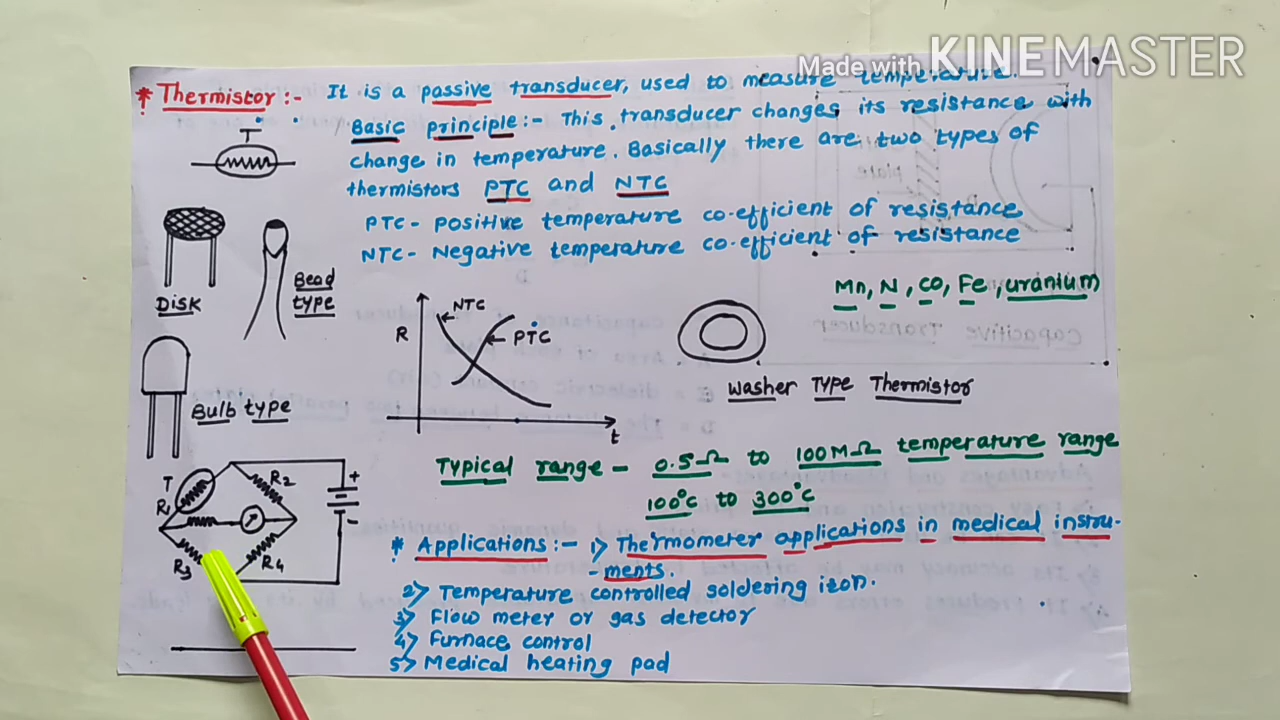 Made with KINEMASTER
* Thermistor :- It is a passive transducer, used to measure temperature.
Basic principle:- This transducer changes its resistance with
change in temperature. Basically there are two types of
thermistors PTC and NTC
PTC- positive temperature co-efficient of resistance
NTC- Negative temperature co-efficient of resistance
T
Disk
Bead
type
Mn, N, CO, Fe, uranium
R
NTC
PTC
t
washer TYPE Thermistor
Bulb type
Typical range - 0.5Ω to 100MΩ temperature range
100°C to 300°C
T
R1
R2
R3
R4
+
-
* Applications :- 1> Thermometer applications in medical instru-
-ments.
2> Temperature controlled soldering iron.
3> Flow meter or gas detector
4> Furnace control
5> Medical heating pad
capacitive Transducer